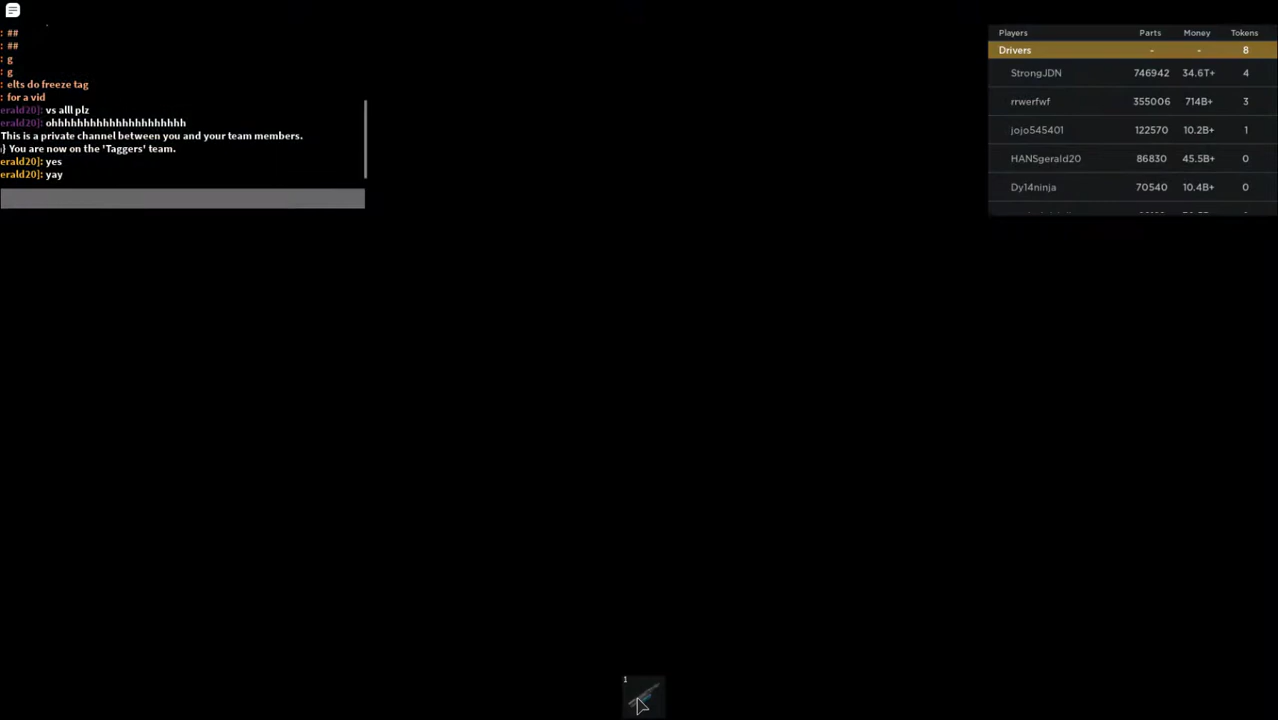 : ##
: ##
: g
: g
: elts do freeze tag
: for a vid
erald20]: vs alll plz
erald20]: ohhhhhhhhhhhhhhhhhhhhhh
This is a private channel between you and your team members.
} You are now on the 'Taggers' team.
erald20]: yes
erald20]: yay
Players Parts Money Tokens
Drivers - - 8
StrongJDN 746942 34.6T+ 4
rrwerfwf 355006 714B+ 3
jojo545401 122570 10.2B+ 1
HANSgerald20 86830 45.5B+ 0
Dy14ninja 70540 10.4B+ 0
1